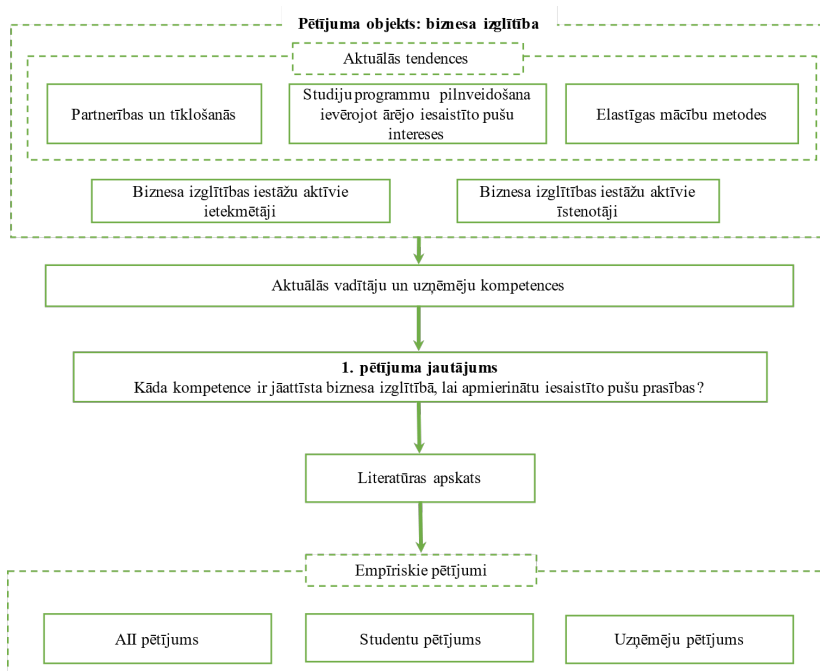 Pētījuma objekts: biznesa izglītība
Aktuālās tendences
Partnerības un tīklošanās
Studiju programmu pilnveidošana
ievērojot ārējo iesaistīto pušu
intereses
Elastīgas mācību metodes
Biznesa izglītības iestāžu aktīvie
ietekmētāji
Biznesa izglītības iestāžu aktīvie
īstenotāji
Aktuālās vadītāju un uzņēmēju kompetences
1. pētījuma jautājums
Kāda kompetence ir jāattīsta biznesa izglītībā, lai apmierinātu iesaistīto pušu prasības?
Literatūras apskats
Empīriskie pētījumi
AII pētījums
Studentu pētījums
Uzņēmēju pētījums